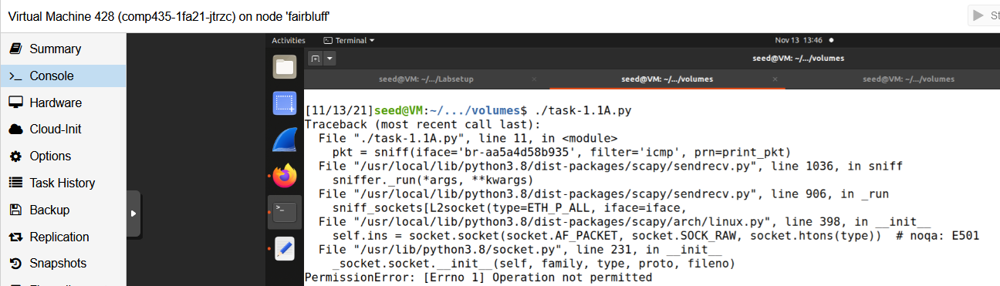 Virtual Machine 428 (comp435-1fa21-jtrzc) on node 'fairbluff'
Summary
Console
Hardware
Cloud-Init
Options
Task History
Backup
Replication
Snapshots
Activities
Terminal
Nov 13 13:46
seed@VM: ~/.../volumes
seed@VM: ~/.../Labsetup
seed@VM: ~/.../volumes
seed@VM: ~/.../volumes
[11/13/21]seed@VM:~/.../volumes$ ./task-1.1A.py
Traceback (most recent call last):
  File "./task-1.1A.py", line 11, in <module>
    pkt = sniff(iface='br-aa5a4d58b935', filter='icmp', prn=print_pkt)
  File "/usr/local/lib/python3.8/dist-packages/scapy/sendrecv.py", line 1036, in sniff
    sniffer._run(*args, **kwargs)
  File "/usr/local/lib/python3.8/dist-packages/scapy/sendrecv.py", line 906, in _run
    sniff_sockets[L2socket(type=ETH_P_ALL, iface=iface,
  File "/usr/local/lib/python3.8/dist-packages/scapy/arch/linux.py", line 398, in __init__
    self.ins = socket.socket(socket.AF_PACKET, socket.SOCK_RAW, socket.htons(type))  # noqa: E501
  File "/usr/lib/python3.8/socket.py", line 231, in __init__
    _socket.socket.__init__(self, family, type, proto, fileno)
PermissionError: [Errno 1] Operation not permitted